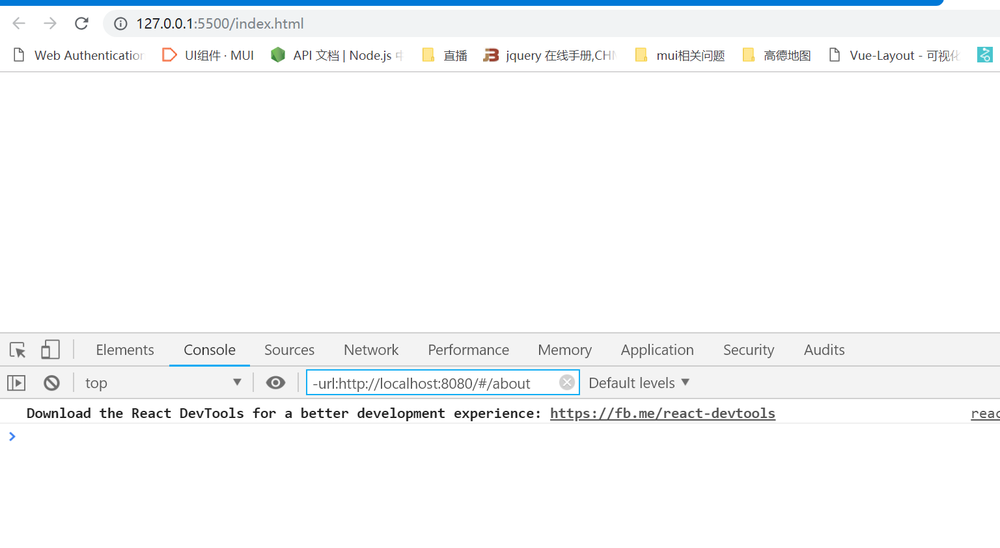 127.0.0.1:5500/index.html
Web Authentication UI组件 · MUI API 文档 | Node.js 直播 jquery 在线手册,CHM mui相关问题 高德地图 Vue-Layout - 可视化
Elements Console Sources Network Performance Memory Application Security Audits
top -url:http://localhost:8080/#/about Default levels
Download the React DevTools for a better development experience: https://fb.me/react-devtools reac